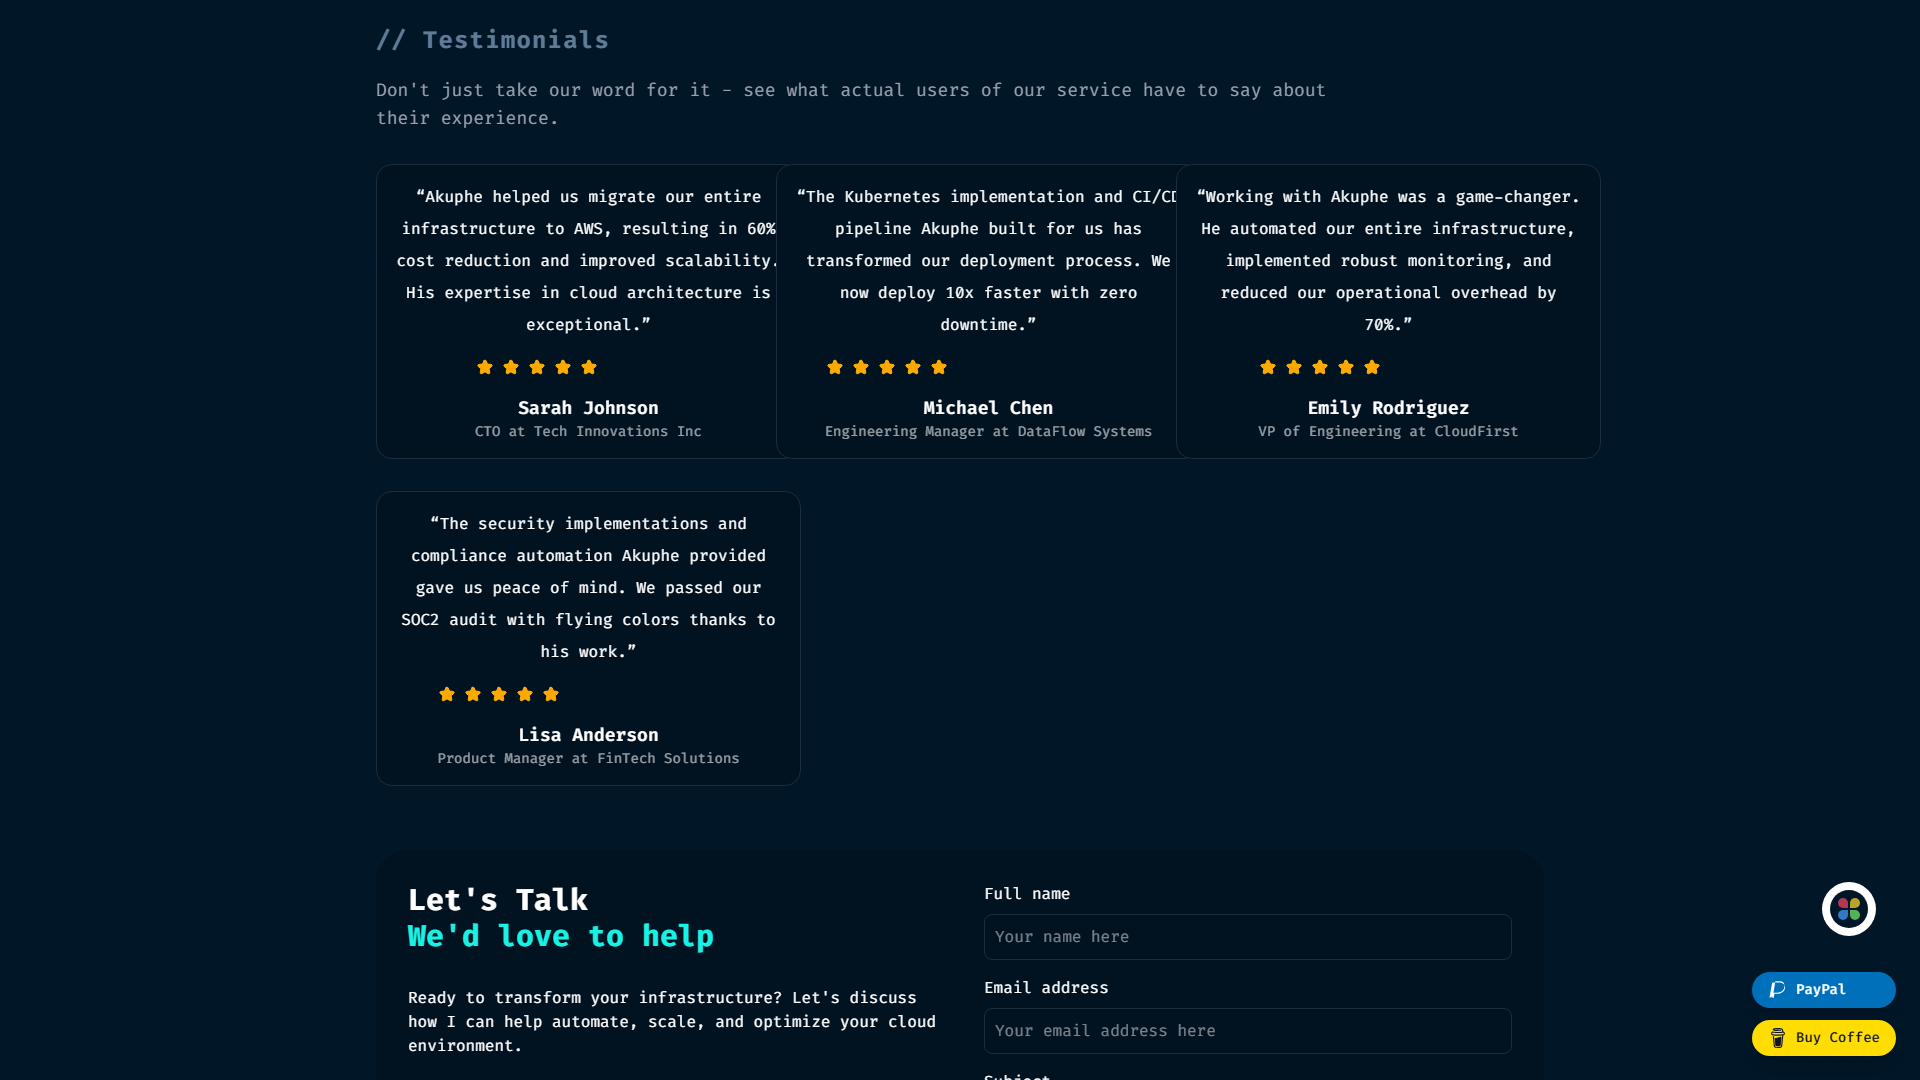 // Testimonials
Don't just take our word for it - see what actual users of our service have to say about
their experience.
“Akuphe helped us migrate our entire
infrastructure to AWS, resulting in 60%
cost reduction and improved scalability.
His expertise in cloud architecture is
exceptional.”
Sarah Johnson
CTO at Tech Innovations Inc
“The Kubernetes implementation and CI/CD
pipeline Akuphe built for us has
transformed our deployment process. We
now deploy 10x faster with zero
downtime.”
Michael Chen
Engineering Manager at DataFlow Systems
“Working with Akuphe was a game-changer.
He automated our entire infrastructure,
implemented robust monitoring, and
reduced our operational overhead by
70%.”
Emily Rodriguez
VP of Engineering at CloudFirst
“The security implementations and
compliance automation Akuphe provided
gave us peace of mind. We passed our
SOC2 audit with flying colors thanks to
his work.”
Lisa Anderson
Product Manager at FinTech Solutions
Let's Talk
We'd love to help
Ready to transform your infrastructure? Let's discuss
how I can help automate, scale, and optimize your cloud
environment.
Full name
Your name here
Email address
Your email address here
Subject
PayPal
Buy Coffee